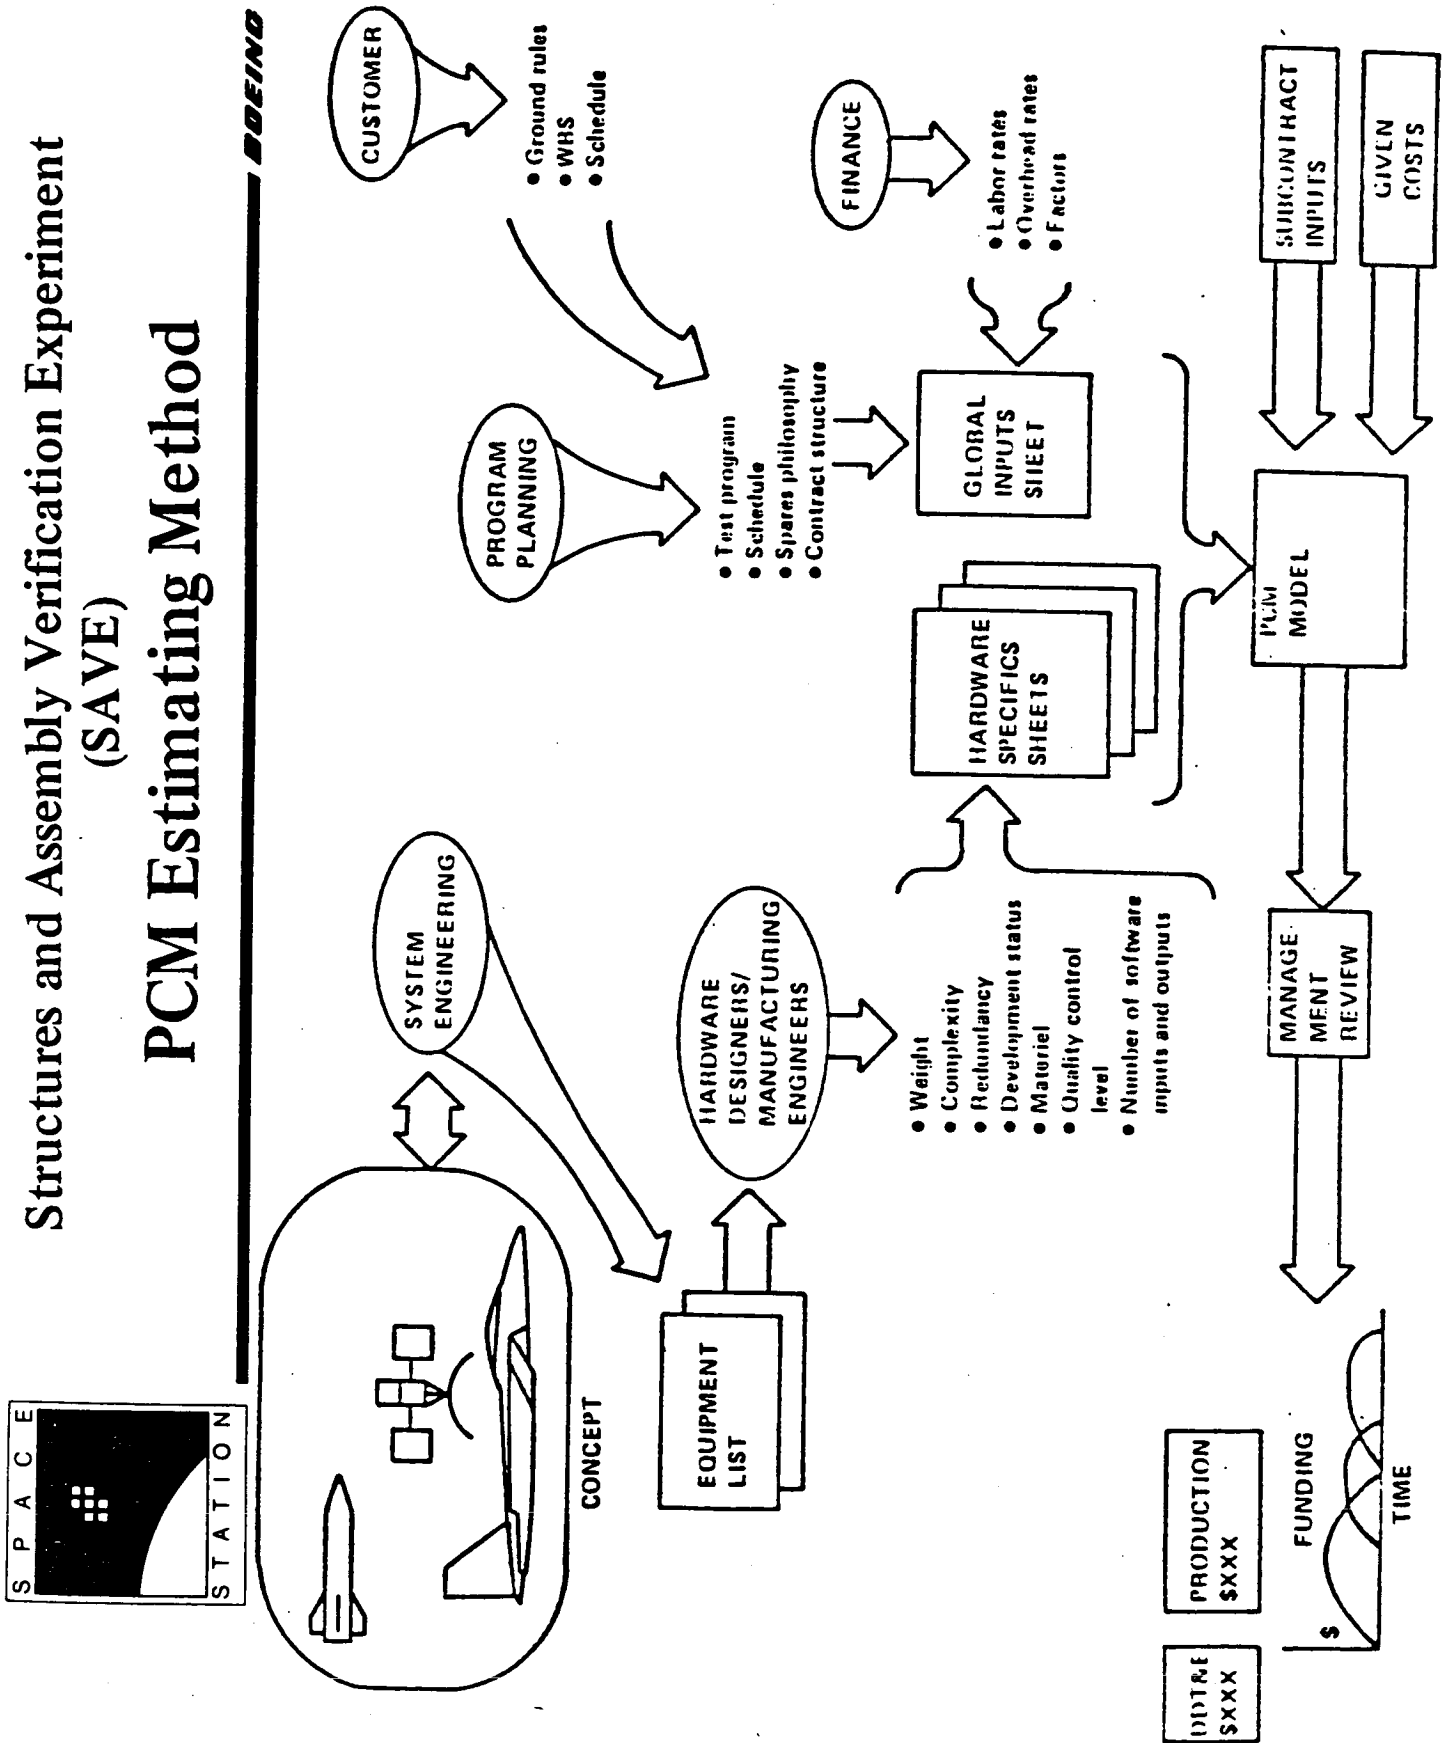 SPACE
STATION
Structures and Assembly Verification Experiment
(SAVE)
PCM Estimating Method
BOEING
CONCEPT
SYSTEM
ENGINEERING
PROGRAM
PLANNING
CUSTOMER
• Ground rules
• WHS
• Schedule
• Test program
• Schedule
• Spares philosophy
• Contract structure
EQUIPMENT
LIST
HARDWARE
DESIGNERS/
MANUFACTURING
ENGINEERS
FINANCE
• Weight
• Complexity
• Redundancy
• Development status
• Materiel
• Quality control
level
• Number of software
inputs and outputs
HARDWARE
SPECIFICS
SHEETS
GLOBAL
INPUTS
SHEET
• Labor rates
• Overhead rates
• Factors
DDT&E
$XXX
PRODUCTION
$XXX
FUNDING
$
TIME
MANAGE
MENT
REVIEW
PCM
MODEL
SUBCONTRACT
INPUTS
GIVEN
COSTS